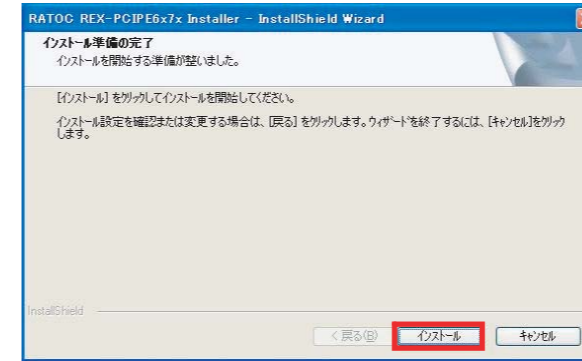 RATOC REX-PCIPE6x7x Installer - InstallShield Wizard
インストール準備の完了
インストールを開始する準備が整いました。
[インストール] をクリックしてインストールを開始してください。
インストール設定を確認または変更する場合は、[戻る] をクリックします。ウィザードを終了するには、[キャンセル]をクリック
します。
InstallShield
< 戻る(B)
インストール
キャンセル